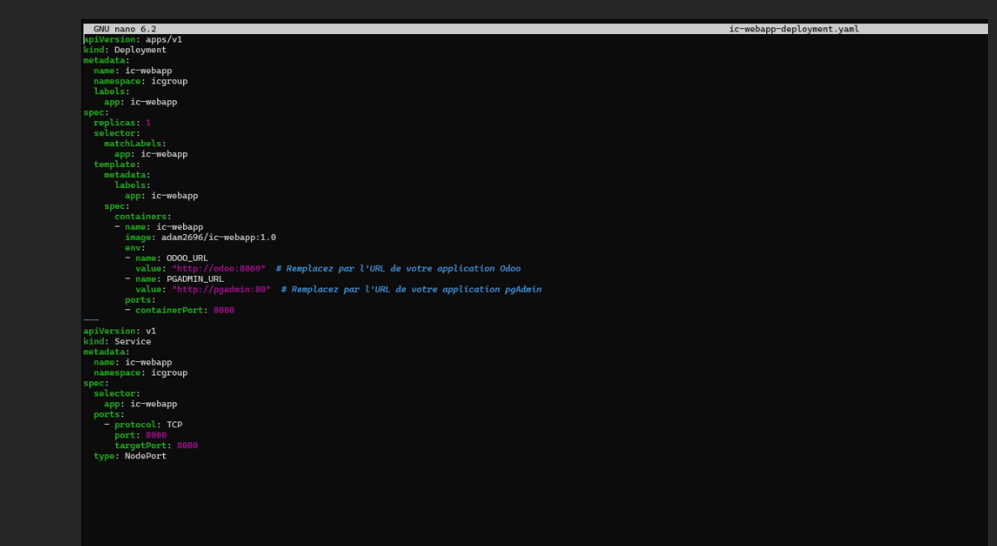 GNU nano 6.2 ic-webapp-deployment.yaml
apiVersion: apps/v1
kind: Deployment
metadata:
  name: ic-webapp
  namespace: icgroup
  labels:
    app: ic-webapp
spec:
  replicas: 1
  selector:
    matchLabels:
      app: ic-webapp
  template:
    metadata:
      labels:
        app: ic-webapp
    spec:
      containers:
      - name: ic-webapp
        image: adam2696/ic-webapp:1.0
        env:
        - name: ODOO_URL
          value: "http://odoo:8069"  # Remplacez par l'URL de votre application Odoo
        - name: PGADMIN_URL
          value: "http://pgadmin:80"  # Remplacez par l'URL de votre application pgAdmin
        ports:
        - containerPort: 8080
---
apiVersion: v1
kind: Service
metadata:
  name: ic-webapp
  namespace: icgroup
spec:
  selector:
    app: ic-webapp
  ports:
    - protocol: TCP
      port: 8080
      targetPort: 8080
  type: NodePort